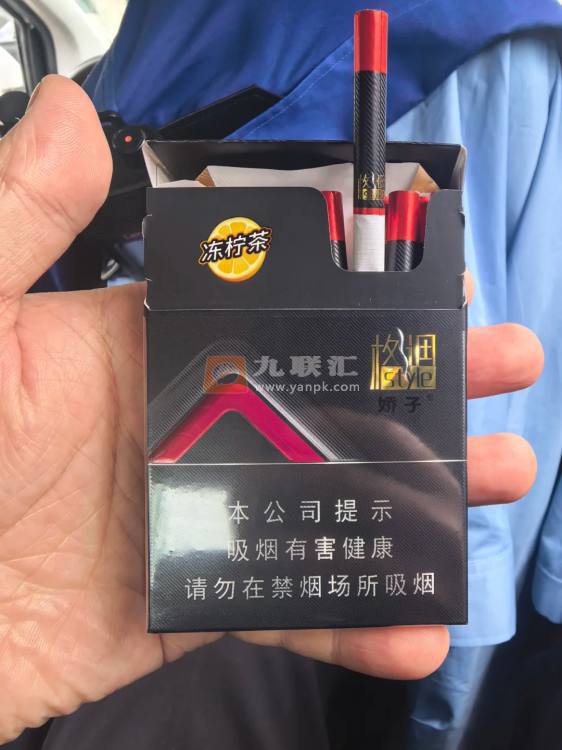 冻柠茶
格调
style
娇子
九联汇
www.yanpk.com
本公司提示
吸烟有害健康
请勿在禁烟场所吸烟